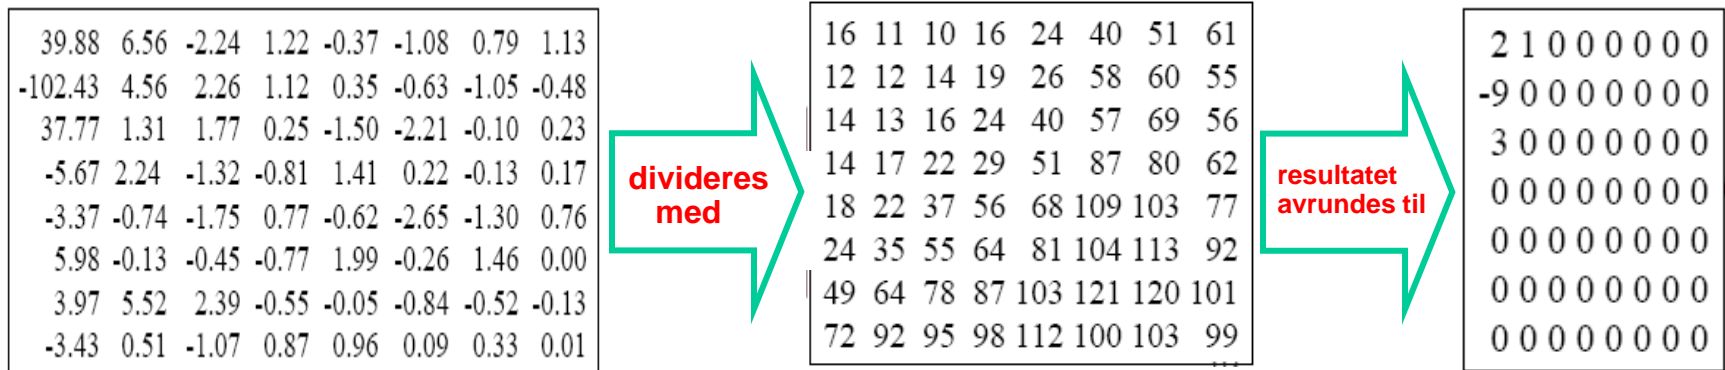 39.88 6.56 -2.24 1.22 -0.37 -1.08 0.79 1.13
-102.43 4.56 2.26 1.12 0.35 -0.63 -1.05 -0.48
37.77 1.31 1.77 0.25 -1.50 -2.21 -0.10 0.23
-5.67 2.24 -1.32 -0.81 1.41 0.22 -0.13 0.17
-3.37 -0.74 -1.75 0.77 -0.62 -2.65 -1.30 0.76
5.98 -0.13 -0.45 -0.77 1.99 -0.26 1.46 0.00
3.97 5.52 2.39 -0.55 -0.05 -0.84 -0.52 -0.13
-3.43 0.51 -1.07 0.87 0.96 0.09 0.33 0.01
divideres
med
16 11 10 16 24 40 51 61
12 12 14 19 26 58 60 55
14 13 16 24 40 57 69 56
14 17 22 29 51 87 80 62
18 22 37 56 68 109 103 77
24 35 55 64 81 104 113 92
49 64 78 87 103 121 120 101
72 92 95 98 112 100 103 99
resultatet
avrundes til
2 1 0 0 0 0 0 0
-9 0 0 0 0 0 0 0
3 0 0 0 0 0 0 0
0 0 0 0 0 0 0 0
0 0 0 0 0 0 0 0
0 0 0 0 0 0 0 0
0 0 0 0 0 0 0 0